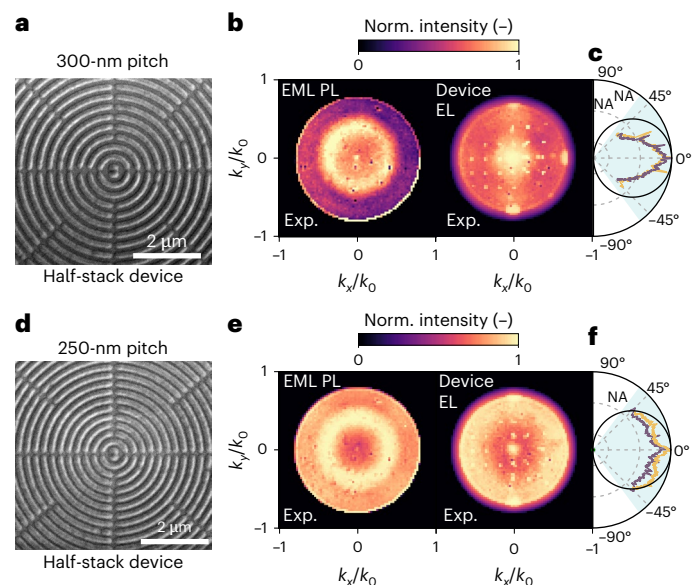 a
300-nm pitch
2 µm
Half-stack device
b
Norm. intensity (–)
0
1
EML PL
Device
EL
Exp.
Exp.
1
0
–1
k_y/k_0
–1
0
1
0
–1
k_x/k_0
k_x/k_0
c
90°
45°
NA
NA
0°
–45°
–90°
d
250-nm pitch
2 µm
Half-stack device
e
Norm. intensity (–)
0
1
EML PL
Device
EL
Exp.
Exp.
1
0
–1
k_y/k_0
–1
0
1
0
–1
k_x/k_0
k_x/k_0
f
90°
45°
NA
0°
–45°
–90°